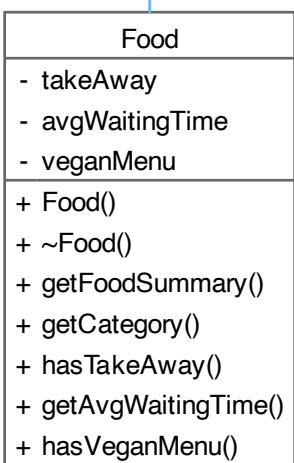 Food
- takeAway
- avgWaitingTime
- veganMenu
+ Food()
+ ~Food()
+ getFoodSummary()
+ getCategory()
+ hasTakeAway()
+ getAvgWaitingTime()
+ hasVeganMenu()